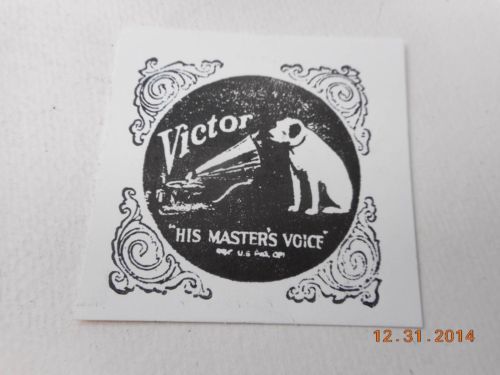 Victor
"HIS MASTER'S VOICE"
U.S.
12.31.2014